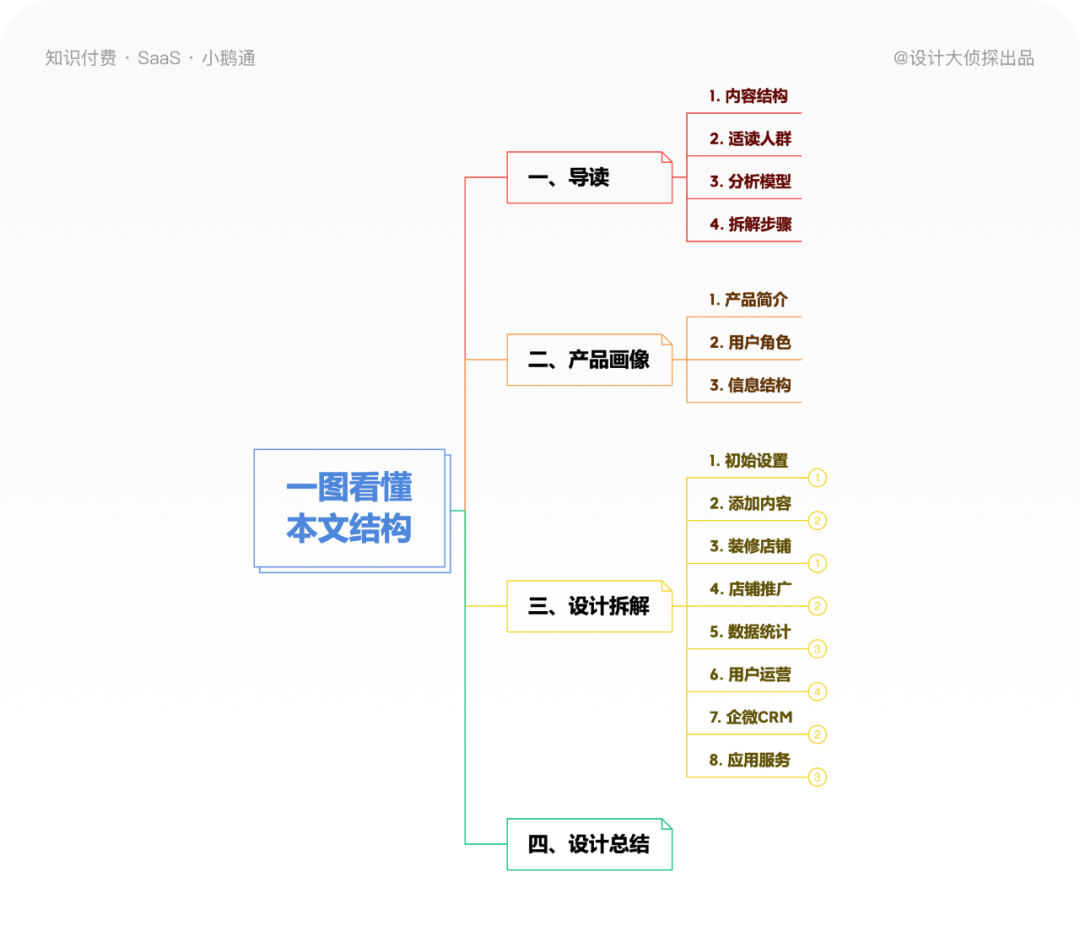 知识付费 · SaaS · 小鹅通
@设计大侦探出品
一图看懂
本文结构
一、导读
1. 内容结构
2. 适读人群
3. 分析模型
4. 拆解步骤
二、产品画像
1. 产品简介
2. 用户角色
3. 信息结构
三、设计拆解
1. 初始设置
1
2. 添加内容
2
3. 装修店铺
1
4. 店铺推广
2
5. 数据统计
3
6. 用户运营
4
7. 企微CRM
2
8. 应用服务
3
四、设计总结